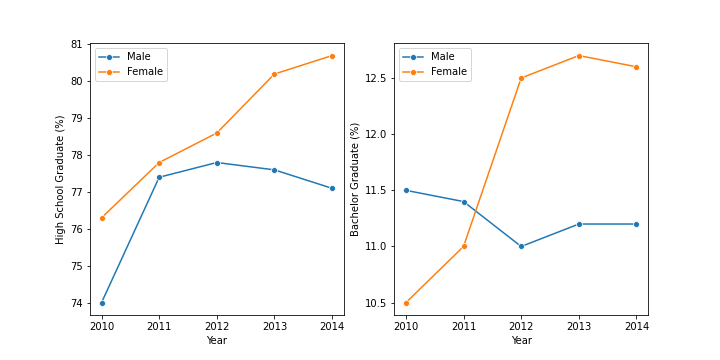 Male
Female
81
80
79
78
77
76
75
74
High School Graduate (%)
2010 2011 2012 2013 2014
Year
Male
Female
12.5
12.0
11.5
11.0
10.5
Bachelor Graduate (%)
2010 2011 2012 2013 2014
Year